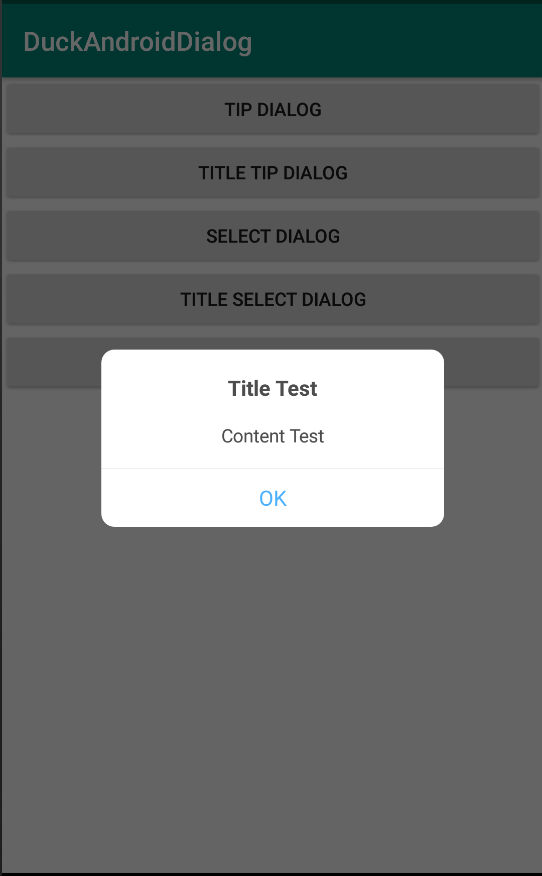 DuckAndroidDialog
TIP DIALOG
TITLE TIP DIALOG
SELECT DIALOG
TITLE SELECT DIALOG
Title Test
Content Test
OK